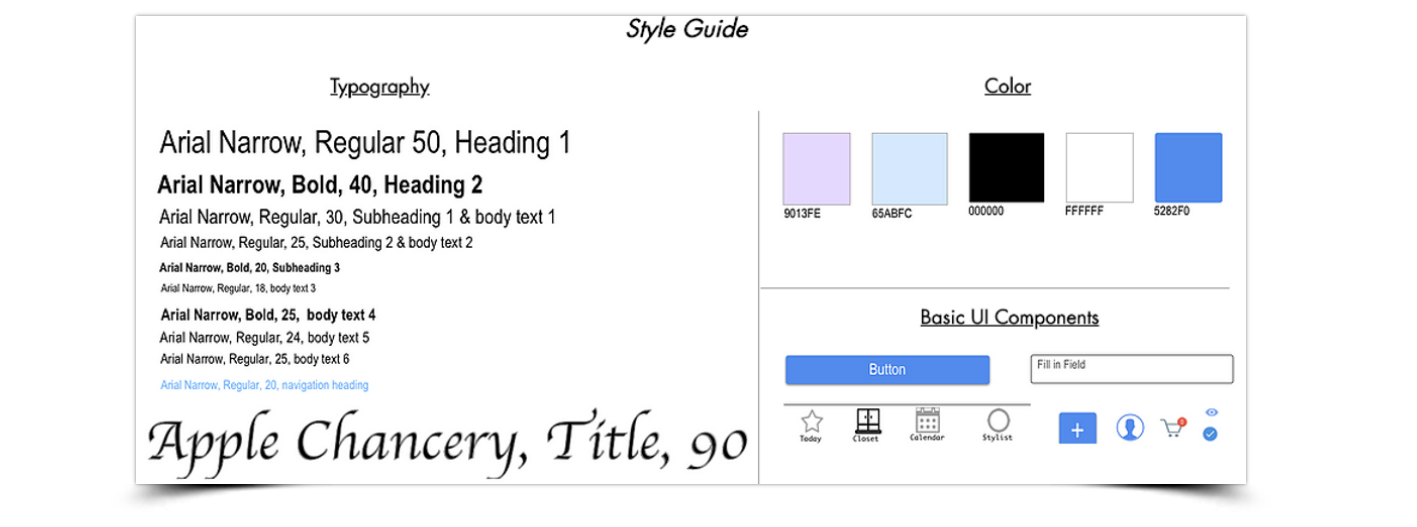 Style Guide
Typography
Arial Narrow, Regular 50, Heading 1
Arial Narrow, Bold, 40, Heading 2
Arial Narrow, Regular, 30, Subheading 1 & body text 1
Arial Narrow, Regular, 25, Subheading 2 & body text 2
Arial Narrow, Bold, 20, Subheading 3
Arial Narrow, Regular, 18, body text 3
Arial Narrow, Bold, 25, body text 4
Arial Narrow, Regular, 24, body text 5
Arial Narrow, Regular, 25, body text 6
Arial Narrow, Regular, 20, navigation heading
Apple Chancery, Title, 90
Color
9013FE 65ABFC 000000 FFFFFF 5282F0
Basic UI Components
Button Fill in Field
Today Closet Calendar Stylist